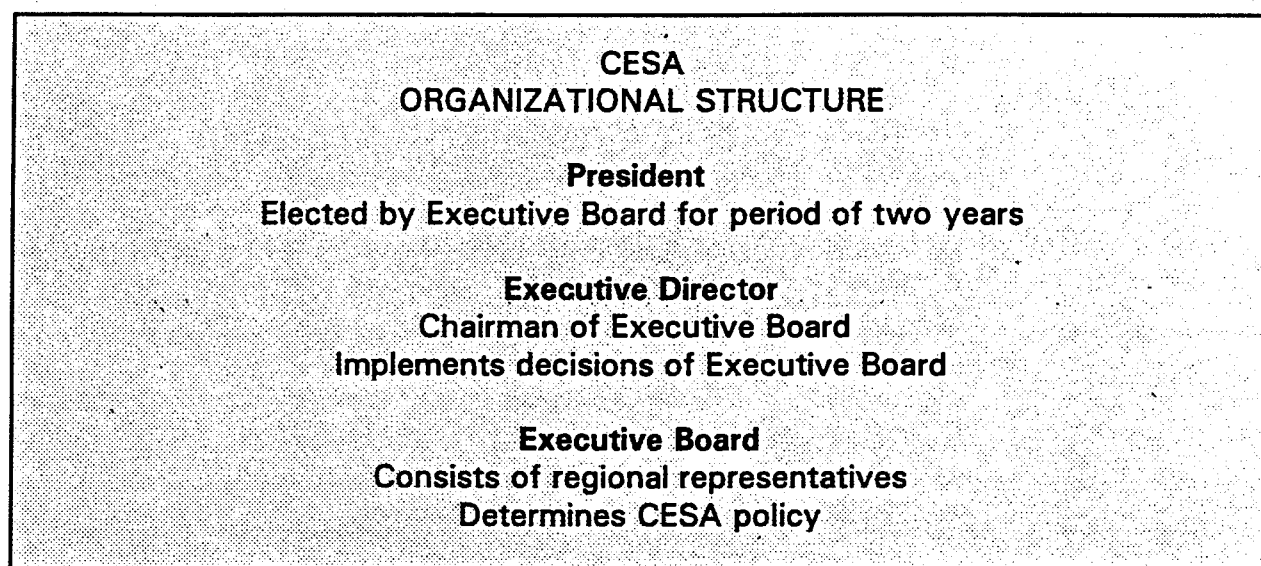 CESA
ORGANIZATIONAL STRUCTURE
President
Elected by Executive Board for period of two years
Executive Director
Chairman of Executive Board
Implements decisions of Executive Board
Executive Board
Consists of regional representatives
Determines CESA policy